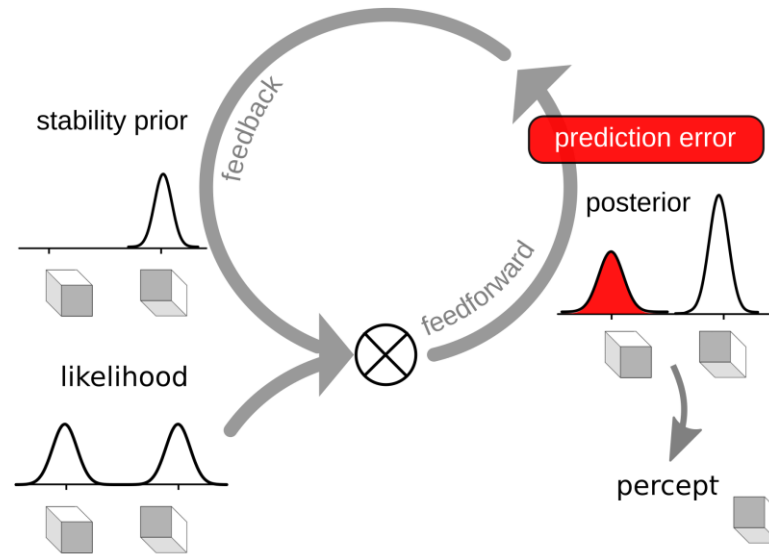 stability prior
feedback
prediction error
posterior
feedforward
likelihood
percept